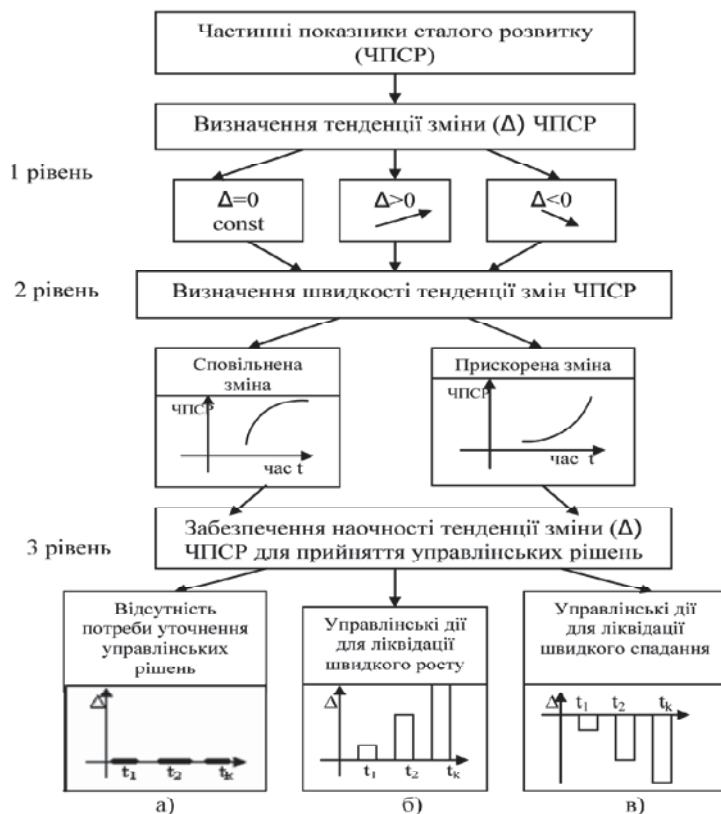 Частинні показники сталого розвитку
(ЧПСР)
Визначення тенденції зміни (Δ) ЧПСР
1 рівень
Δ=0
const
Δ>0
Δ<0
2 рівень
Визначення швидкості тенденції змін ЧПСР
Сповільнена
зміна
ЧПСР
час t
Прискорена зміна
ЧПСР
час t
3 рівень
Забезпечення наочності тенденції зміни (Δ)
ЧПСР для прийняття управлінських рішень
Відсутність
потреби уточнення
управлінських
рішень
Δ
t1 t2 tk
а)
Управлінські дії
для ліквідації
швидкого росту
Δ
t1 t2 tk
б)
Управлінські дії
для ліквідації
швидкого спадання
Δ
t1 t2 tk
в)